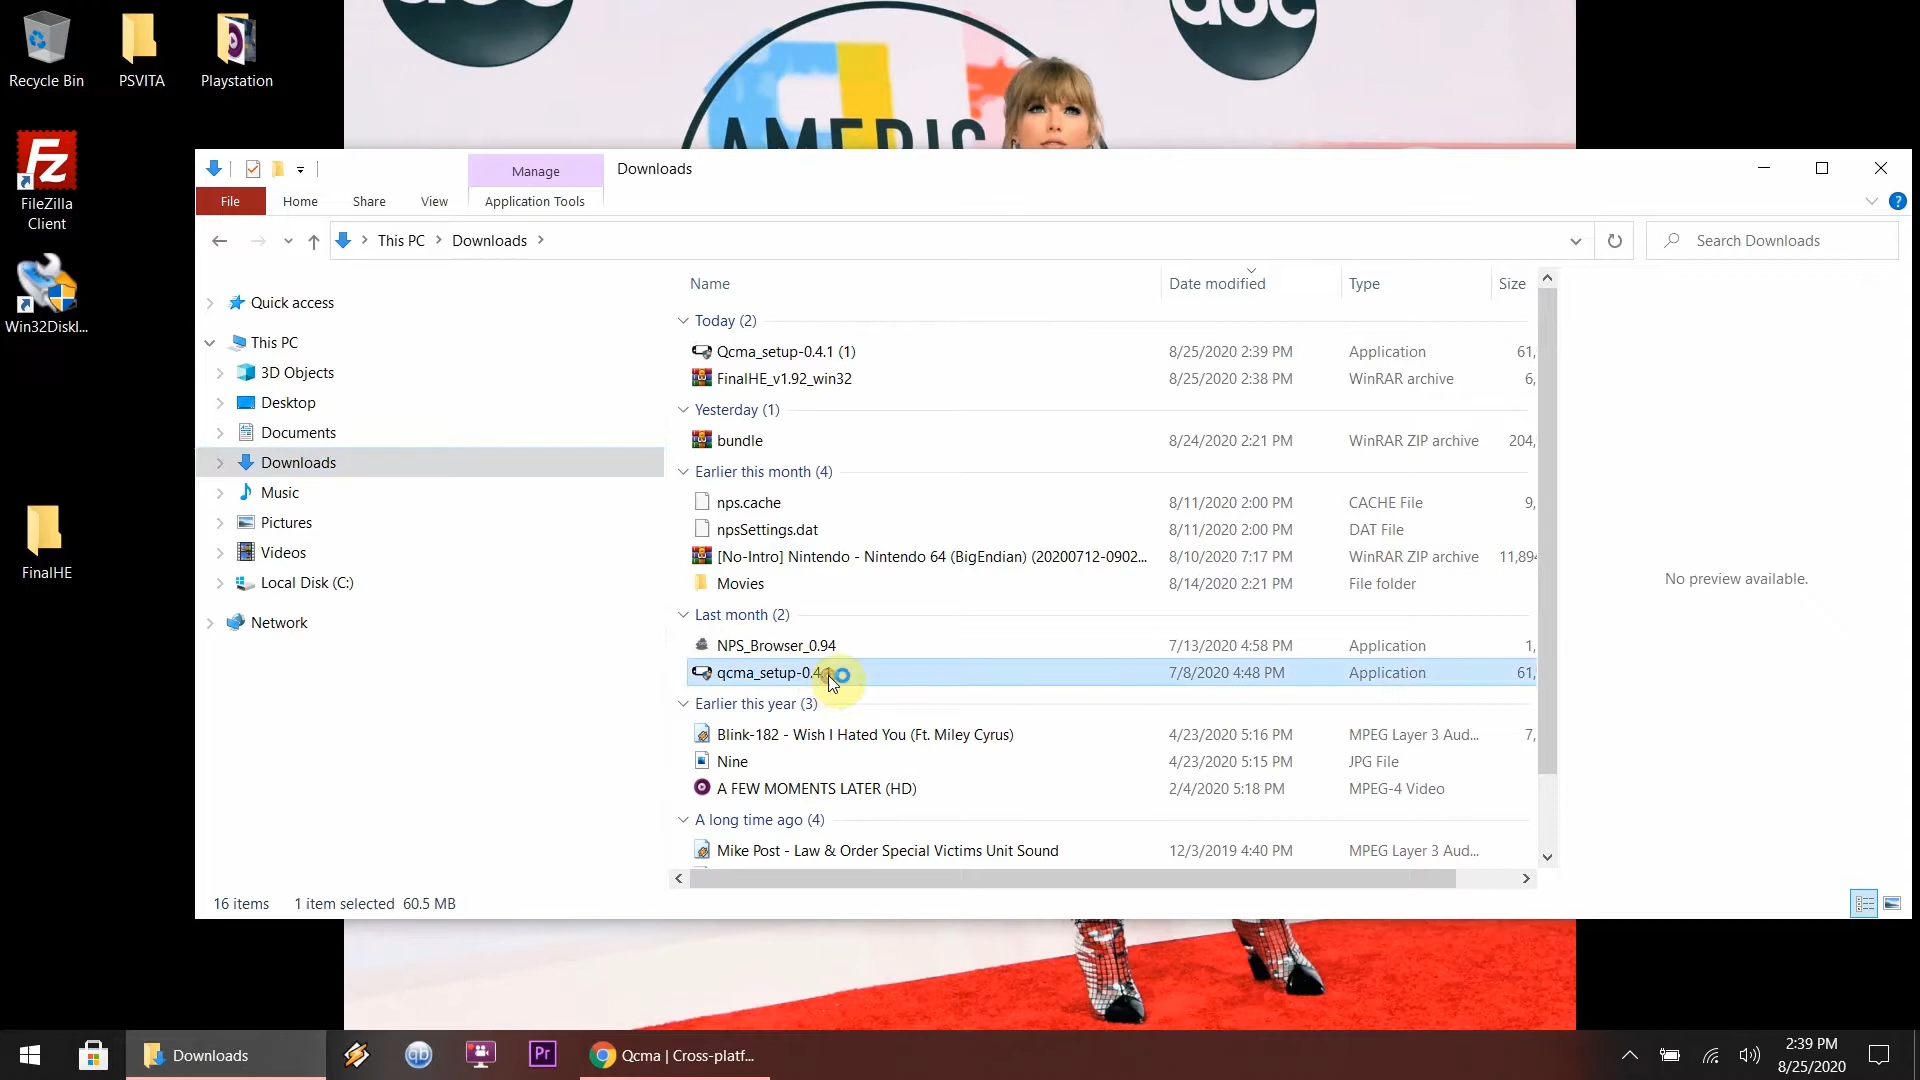 Recycle Bin
PSVITA
Playstation
abc
abc
AMERIC
FileZilla
Client
Win32DiskI...
FinalHE
Manage
Downloads
File
Home
Share
View
Application Tools
?
This PC
Downloads
Search Downloads
Quick access
This PC
3D Objects
Desktop
Documents
Downloads
Music
Pictures
Videos
Local Disk (C:)
Network
Name
Date modified
Type
Size
Today (2)
Qcma_setup-0.4.1 (1) 8/25/2020 2:39 PM Application 61,
FinalHE_v1.92_win32 8/25/2020 2:38 PM WinRAR archive 6,
Yesterday (1)
bundle 8/24/2020 2:21 PM WinRAR ZIP archive 204,
Earlier this month (4)
nps.cache 8/11/2020 2:00 PM CACHE File 9,
npsSettings.dat 8/11/2020 2:00 PM DAT File
[No-Intro] Nintendo - Nintendo 64 (BigEndian) (20200712-0902... 8/10/2020 7:17 PM WinRAR ZIP archive 11,894
Movies 8/14/2020 2:21 PM File folder
Last month (2)
NPS_Browser_0.94 7/13/2020 4:58 PM Application 1,
qcma_setup-0.4 7/8/2020 4:48 PM Application 61,
Earlier this year (3)
Blink-182 - Wish I Hated You (Ft. Miley Cyrus) 4/23/2020 5:16 PM MPEG Layer 3 Aud... 7,
Nine 4/23/2020 5:15 PM JPG File
A FEW MOMENTS LATER (HD) 2/4/2020 5:18 PM MPEG-4 Video
A long time ago (4)
Mike Post - Law & Order Special Victims Unit Sound 12/3/2019 4:40 PM MPEG Layer 3 Aud...
No preview available.
16 items 1 item selected 60.5 MB
Downloads
qb
Pr
Qcma | Cross-platf...
2:39 PM
8/25/2020